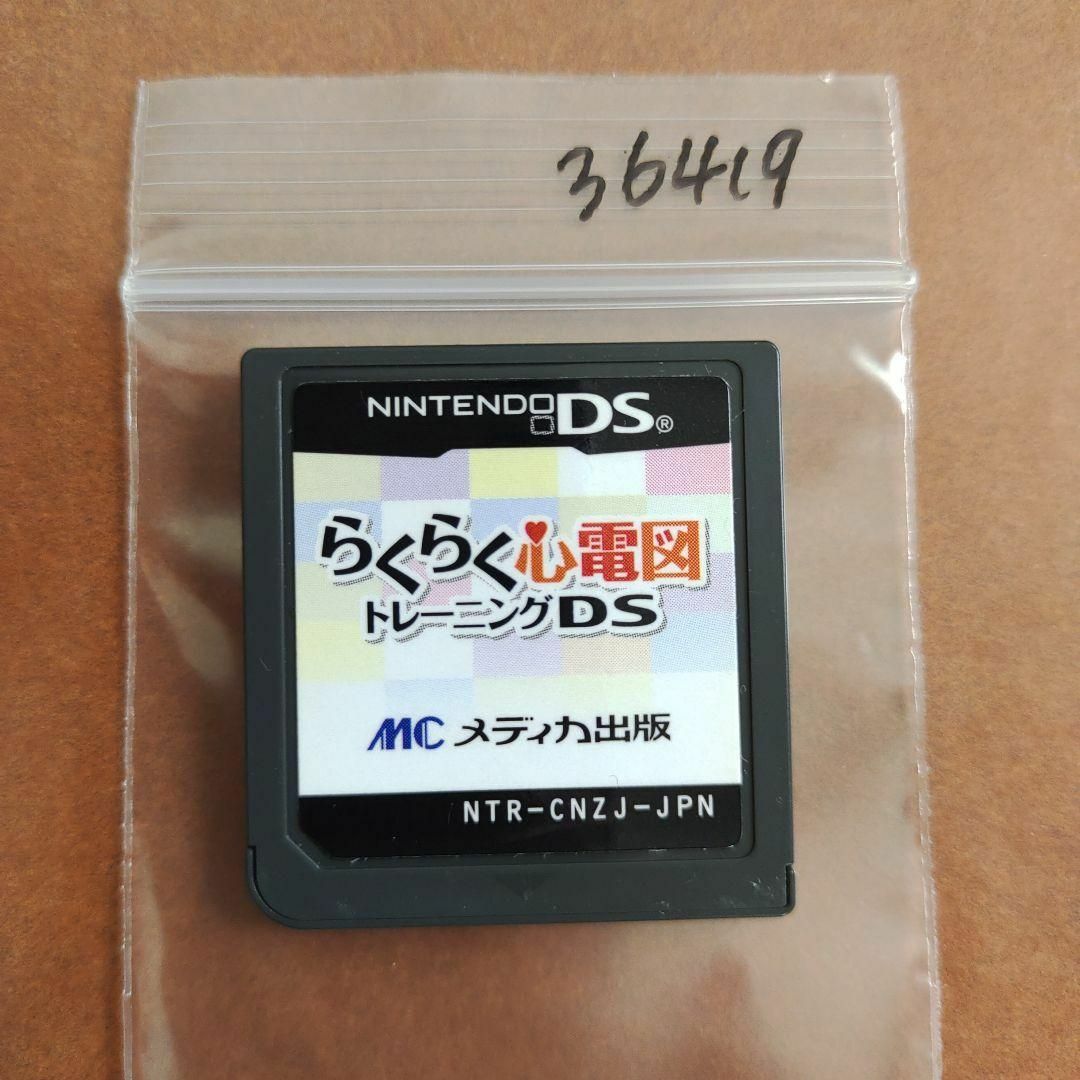 36419
NINTENDO DS®
らくらく心電図
トレーニングDS
MC メディカ出版
NTR-CNZJ-JPN